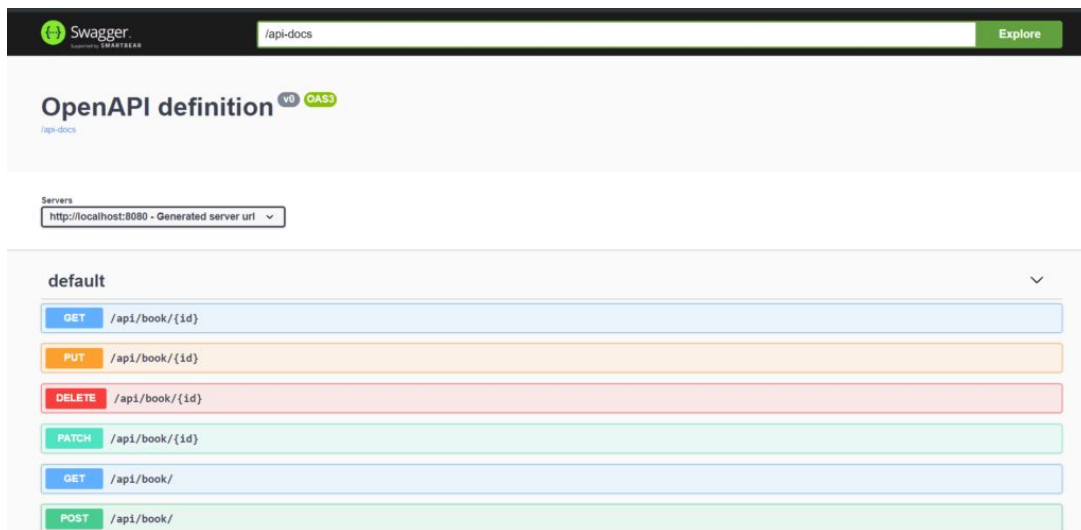 Swagger.
Supported by SMARTBEAR
/api-docs
Explore
OpenAPI definition v0 OAS3
/api-docs
Servers
http://localhost:8080 - Generated server url
default
GET /api/book/{id}
PUT /api/book/{id}
DELETE /api/book/{id}
PATCH /api/book/{id}
GET /api/book/
POST /api/book/